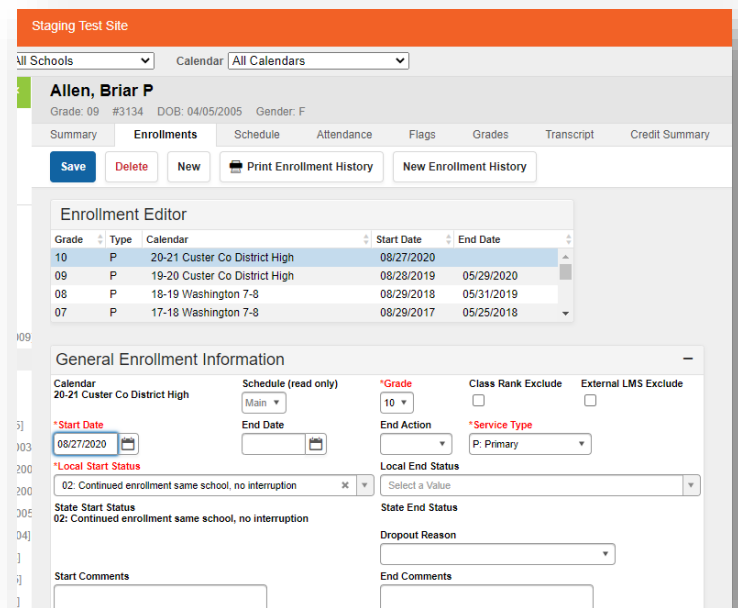 Staging Test Site
All Schools Calendar All Calendars
Allen, Briar P
Grade: 09 #3134 DOB: 04/05/2005 Gender: F
Summary Enrollments Schedule Attendance Flags Grades Transcript Credit Summary
Save Delete New Print Enrollment History New Enrollment History
Enrollment Editor
Grade Type Calendar Start Date End Date
10 P 20-21 Custer Co District High 08/27/2020
09 P 19-20 Custer Co District High 08/28/2019 05/29/2020
08 P 18-19 Washington 7-8 08/29/2018 05/31/2019
07 P 17-18 Washington 7-8 08/29/2017 05/25/2018
009
General Enrollment Information
Calendar Schedule (read only) *Grade Class Rank Exclude External LMS Exclude
20-21 Custer Co District High
Main 10
5] *Start Date End Date End Action *Service Type
003 08/27/2020 P: Primary
200 *Local Start Status Local End Status
200 02: Continued enrollment same school, no interruption Select a Value
005 State Start Status State End Status
02: Continued enrollment same school, no interruption
04] Dropout Reason
]
5] Start Comments End Comments
]